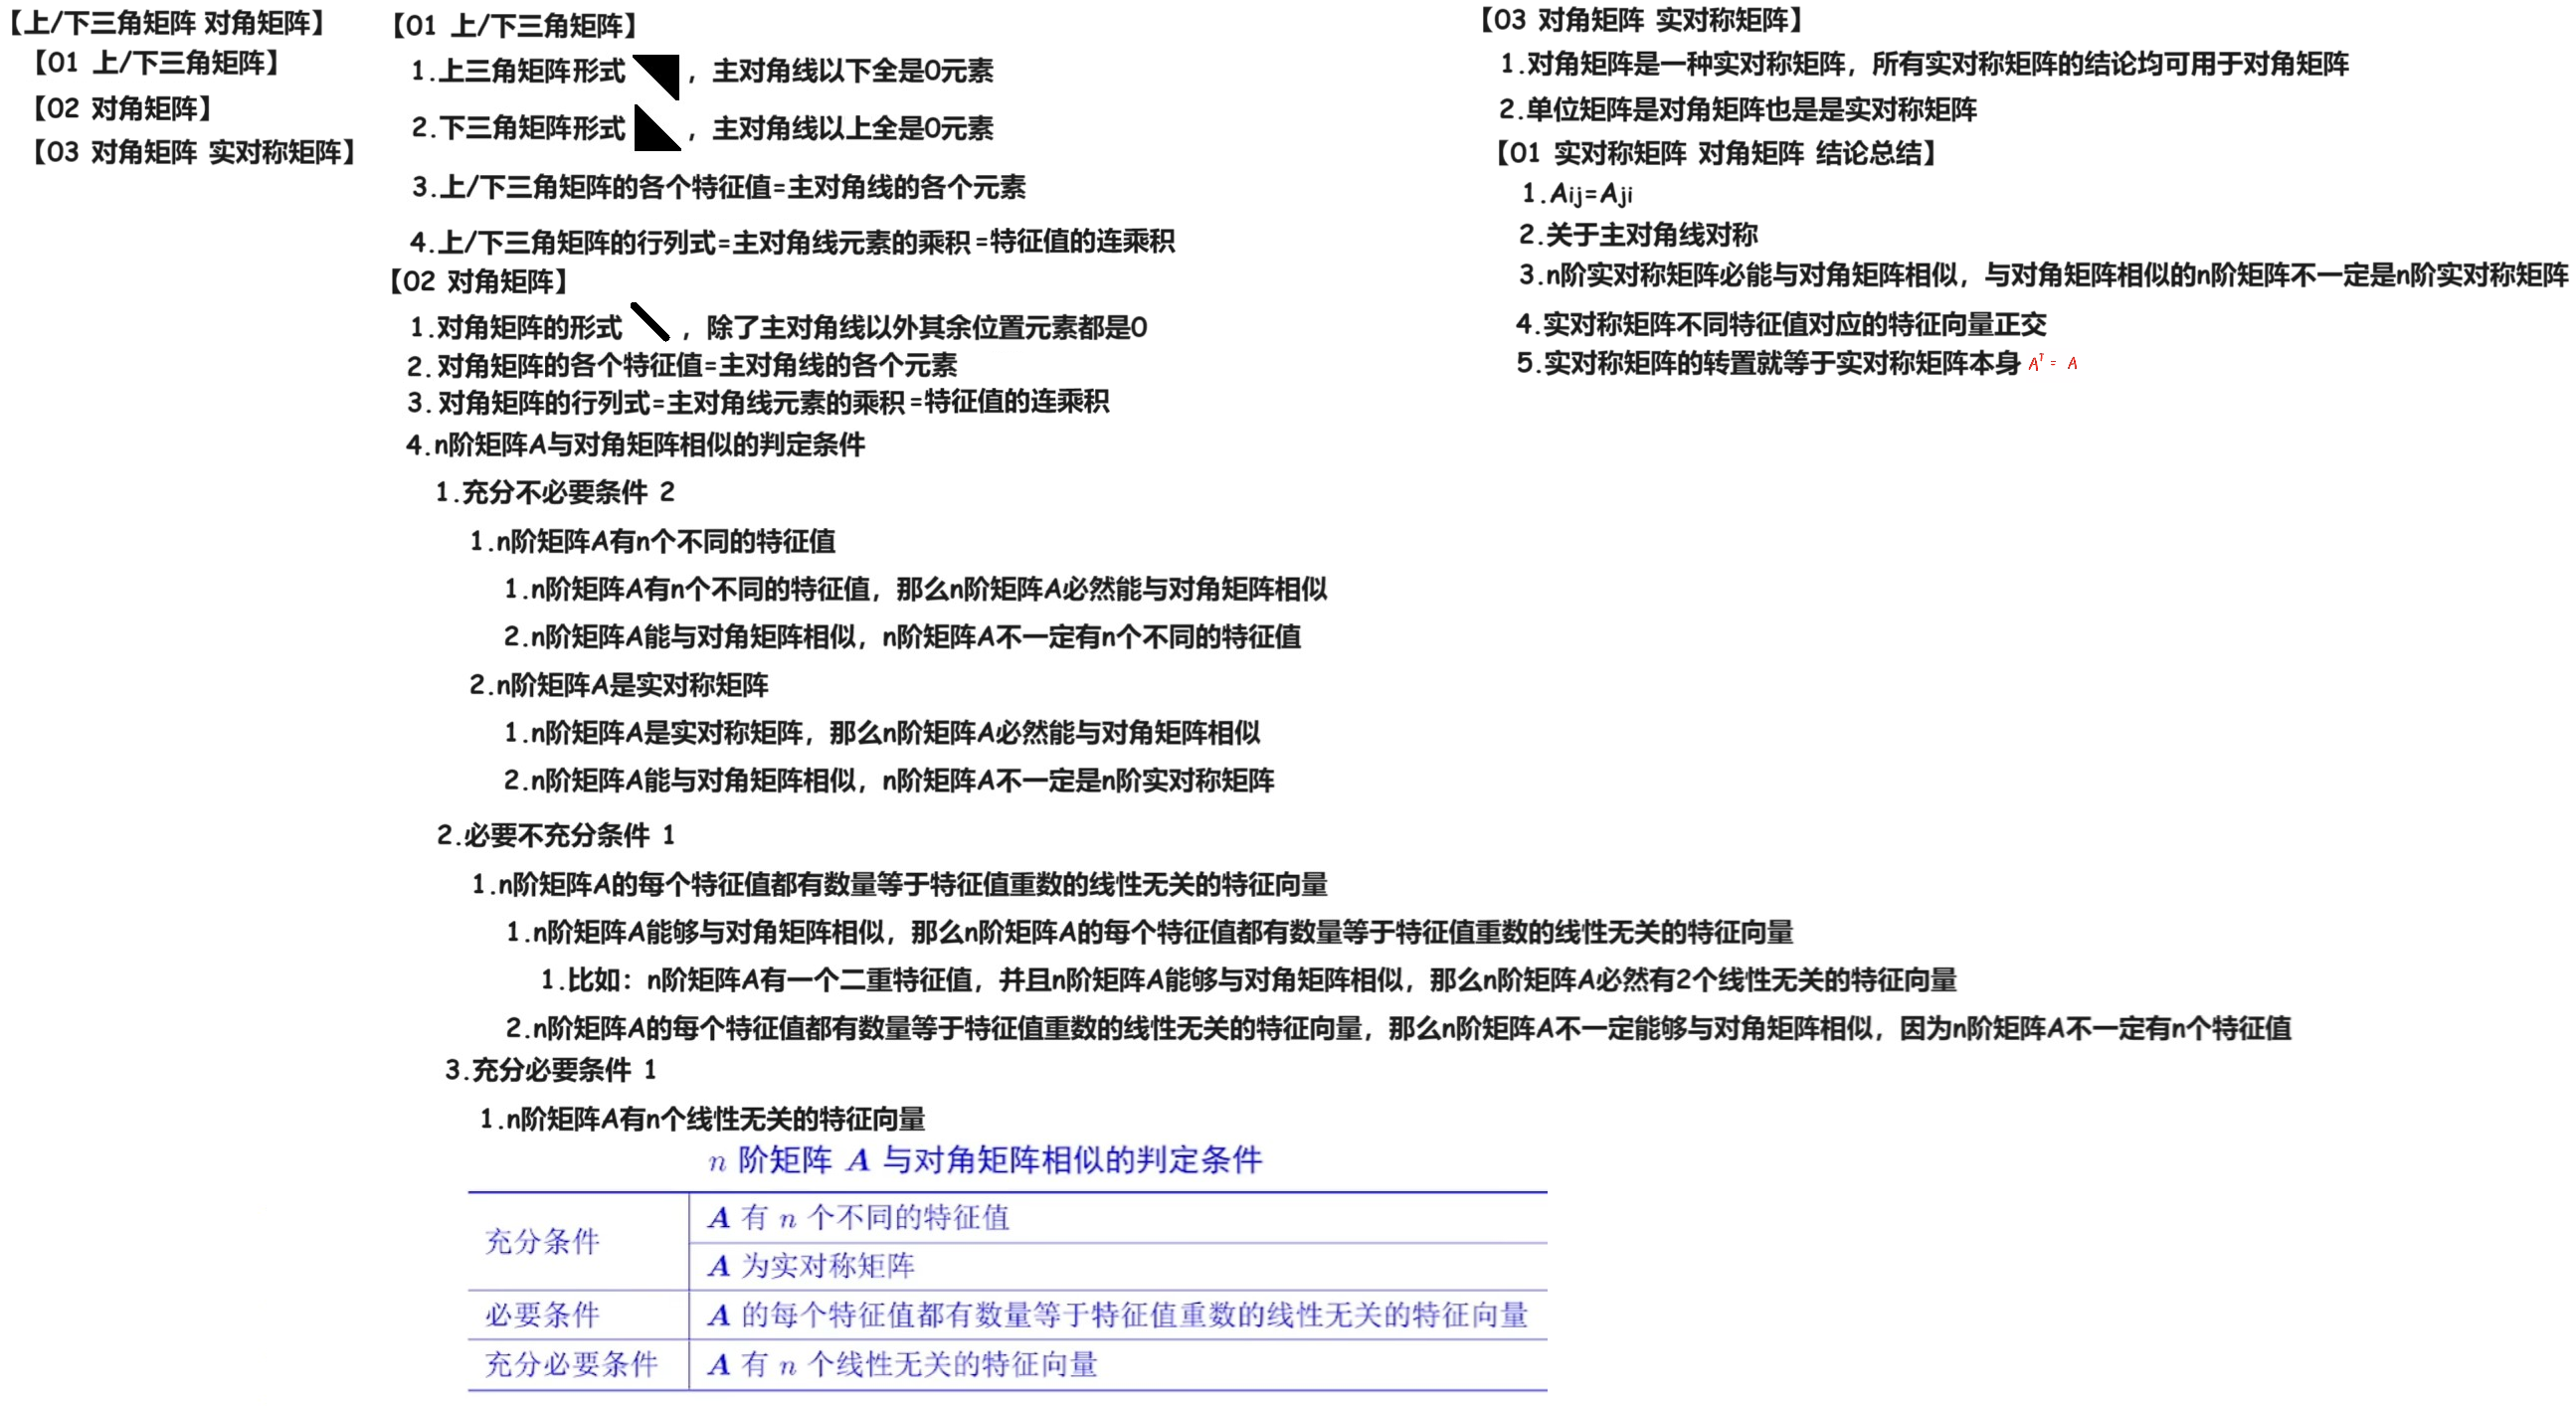 【上/下三角矩阵 对角矩阵】
【01 上/下三角矩阵】
【02 对角矩阵】
【03 对角矩阵 实对称矩阵】
【01 上/下三角矩阵】
1.上三角矩阵形式 ，主对角线以下全是0元素
2.下三角矩阵形式 ，主对角线以上全是0元素
3.上/下三角矩阵的各个特征值=主对角线的各个元素
4.上/下三角矩阵的行列式=主对角线元素的乘积=特征值的连乘积
【02 对角矩阵】
1.对角矩阵的形式 ，除了主对角线以外其余位置元素都是0
2.对角矩阵的各个特征值=主对角线的各个元素
3.对角矩阵的行列式=主对角线元素的乘积=特征值的连乘积
4.n阶矩阵A与对角矩阵相似的判定条件
1.充分不必要条件 2
1.n阶矩阵A有n个不同的特征值
1.n阶矩阵A有n个不同的特征值，那么n阶矩阵A必然能与对角矩阵相似
2.n阶矩阵A能与对角矩阵相似，n阶矩阵A不一定有n个不同的特征值
2.n阶矩阵A是实对称矩阵
1.n阶矩阵A是实对称矩阵，那么n阶矩阵A必然能与对角矩阵相似
2.n阶矩阵A能与对角矩阵相似，n阶矩阵A不一定是n阶实对称矩阵
2.必要不充分条件 1
1.n阶矩阵A的每个特征值都有数量等于特征值重数的线性无关的特征向量
1.n阶矩阵A能够与对角矩阵相似，那么n阶矩阵A的每个特征值都有数量等于特征值重数的线性无关的特征向量
1.比如：n阶矩阵A有一个二重特征值，并且n阶矩阵A能够与对角矩阵相似，那么n阶矩阵A必然有2个线性无关的特征向量
2.n阶矩阵A的每个特征值都有数量等于特征值重数的线性无关的特征向量，那么n阶矩阵A不一定能够与对角矩阵相似，因为n阶矩阵A不一定有n个特征值
3.充分必要条件 1
1.n阶矩阵A有n个线性无关的特征向量
n 阶矩阵 A 与对角矩阵相似的判定条件
充分条件
A 有 n 个不同的特征值
A 为实对称矩阵
必要条件
A 的每个特征值都有数量等于特征值重数的线性无关的特征向量
充分必要条件
A 有 n 个线性无关的特征向量
【03 对角矩阵 实对称矩阵】
1.对角矩阵是一种实对称矩阵，所有实对称矩阵的结论均可用于对角矩阵
2.单位矩阵是对角矩阵也是是实对称矩阵
【01 实对称矩阵 对角矩阵 结论总结】
1.Aij=Aji
2.关于主对角线对称
3.n阶实对称矩阵必能与对角矩阵相似，与对角矩阵相似的n阶矩阵不一定是n阶实对称矩阵
4.实对称矩阵不同特征值对应的特征向量正交
5.实对称矩阵的转置就等于实对称矩阵本身 Aᵀ = A